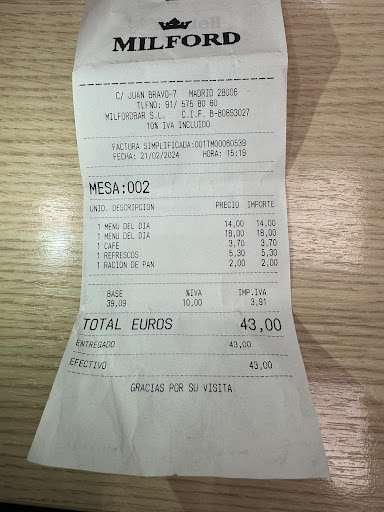 MILFORD
C/ JUAN BRAVO-7 MADRID 28006
TLFNO: 91/ 575 80 80
MILFORDBAR S.L. C.I.F. B-80893027
10% IVA INCLUIDO
FACTURA SIMPLIFICADA:001TM00060539
FECHA: 21/02/2024 HORA: 15:19
MESA:002
UNID. DESCRIPCION PRECIO IMPORTE
1 MENU DEL DIA 14,00 14,00
1 MENU DEL DIA 18,00 18,00
1 CAFE 3,70 3,70
1 REFRESCOS 5,30 5,30
1 RACION DE PAN 2,00 2,00
BASE %IVA IMP.IVA
39,09 10,00 3,91
TOTAL EUROS 43,00
ENTREGADO 43,00
EFECTIVO 43,00
GRACIAS POR SU VISITA